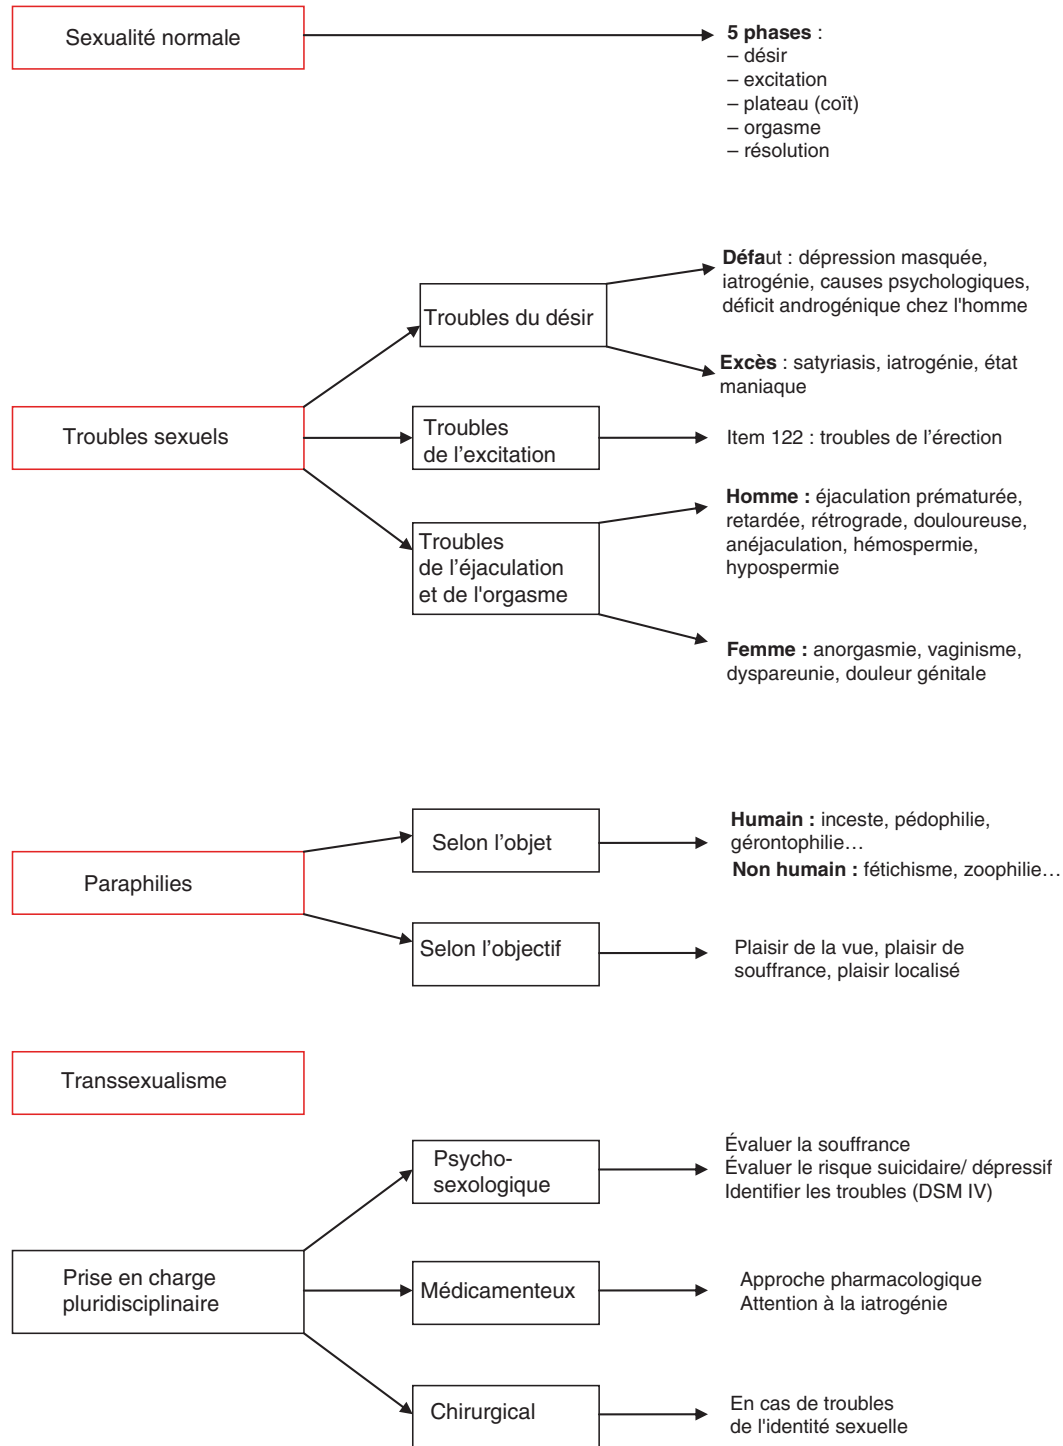 Sexualité normale
5 phases :
– désir
– excitation
– plateau (coït)
– orgasme
– résolution
Troubles sexuels
Troubles du désir
Défaut : dépression masquée,
iatrogénie, causes psychologiques,
déficit androgénique chez l'homme
Excès : satyriasis, iatrogénie, état
maniaque
Troubles
de l'excitation
Item 122 : troubles de l'érection
Troubles
de l'éjaculation
et de l'orgasme
Homme : éjaculation prématurée,
retardée, rétrograde, douloureuse,
anéjaculation, hémospermie,
hypospermie
Femme : anorgasmie, vaginisme,
dyspareunie, douleur génitale
Paraphilies
Selon l'objet
Humain : inceste, pédophilie,
gérontophilie…
Non humain : fétichisme, zoophilie…
Selon l'objectif
Plaisir de la vue, plaisir de
souffrance, plaisir localisé
Transsexualisme
Prise en charge
pluridisciplinaire
Psycho-
sexologique
Évaluer la souffrance
Évaluer le risque suicidaire/ dépressif
Identifier les troubles (DSM IV)
Médicamenteux
Approche pharmacologique
Attention à la iatrogénie
Chirurgical
En cas de troubles
de l'identité sexuelle